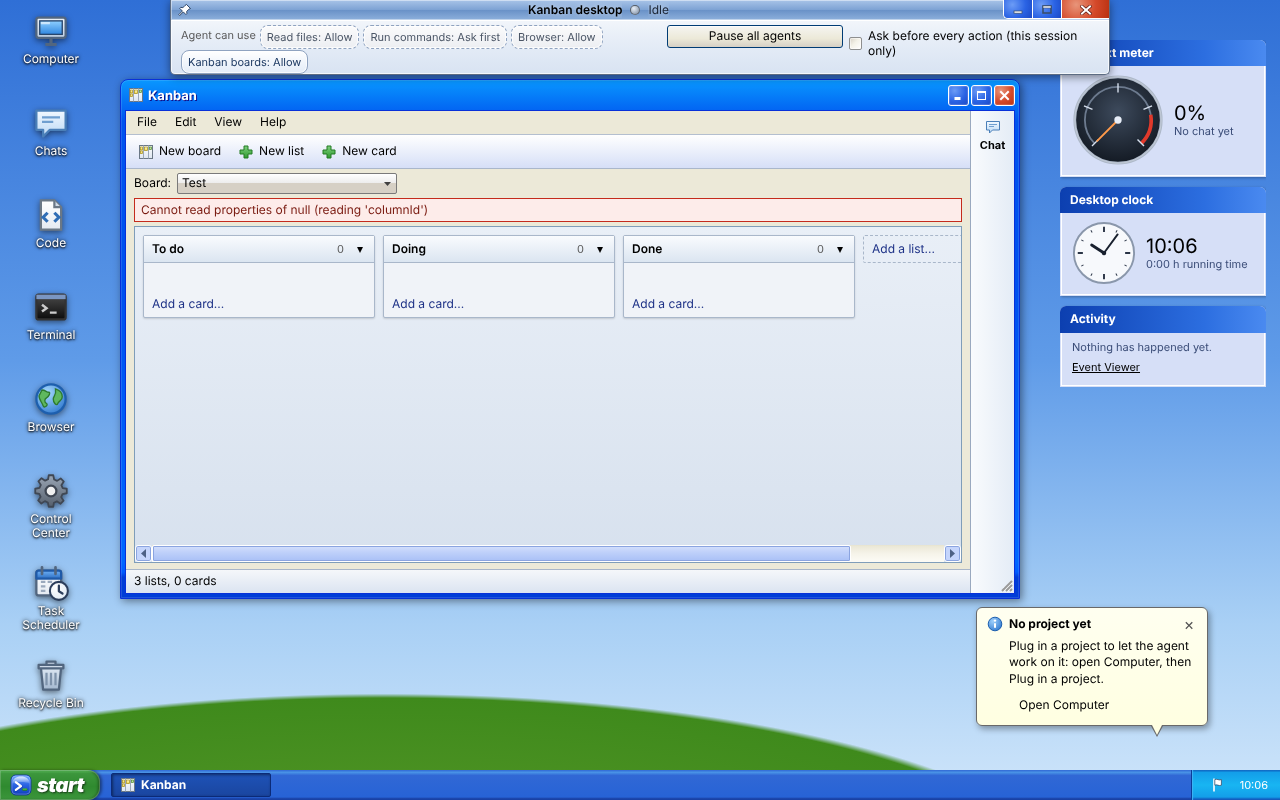 Kanban desktop Idle
Agent can use Read files: Allow Run commands: Ask first Browser: Allow
Kanban boards: Allow
Pause all agents
Ask before every action (this session
only)
Computer
Chats
Code
Terminal
Browser
Control
Center
Task
Scheduler
Recycle Bin
Kanban
File Edit View Help
New board New list New card
Board: Test
Cannot read properties of null (reading 'columnId')
To do 0
Add a card...
Doing 0
Add a card...
Done 0
Add a card...
Add a list...
3 lists, 0 cards
Chat
meter
0%
No chat yet
Desktop clock
10:06
0:00 h running time
Activity
Nothing has happened yet.
Event Viewer
No project yet
Plug in a project to let the agent
work on it: open Computer, then
Plug in a project.
Open Computer
start
Kanban
10:06